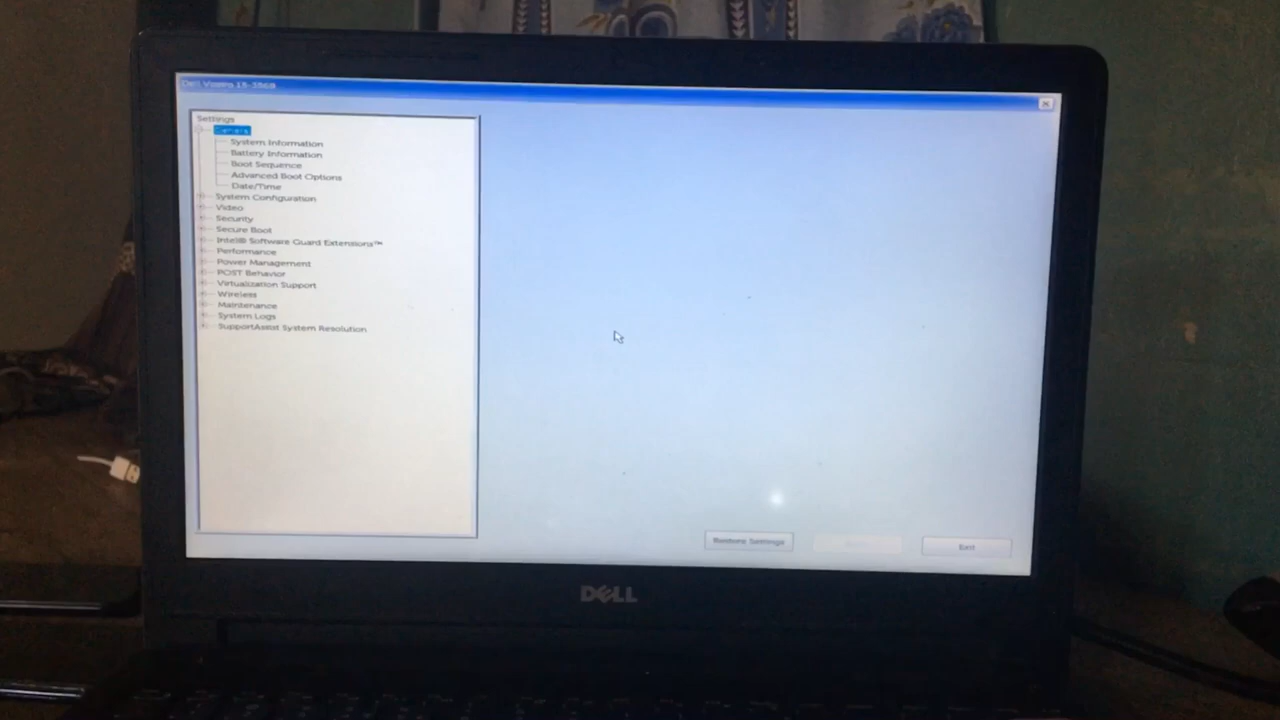 Dell Vostro 15-3568
Settings
General
System Information
Battery Information
Boot Sequence
Advanced Boot Options
Date/Time
System Configuration
Video
Security
Secure Boot
Intel® Software Guard Extensions™
Performance
Power Management
POST Behavior
Virtualization Support
Wireless
Maintenance
System Logs
SupportAssist System Resolution
Restore Settings
Exit
DELL